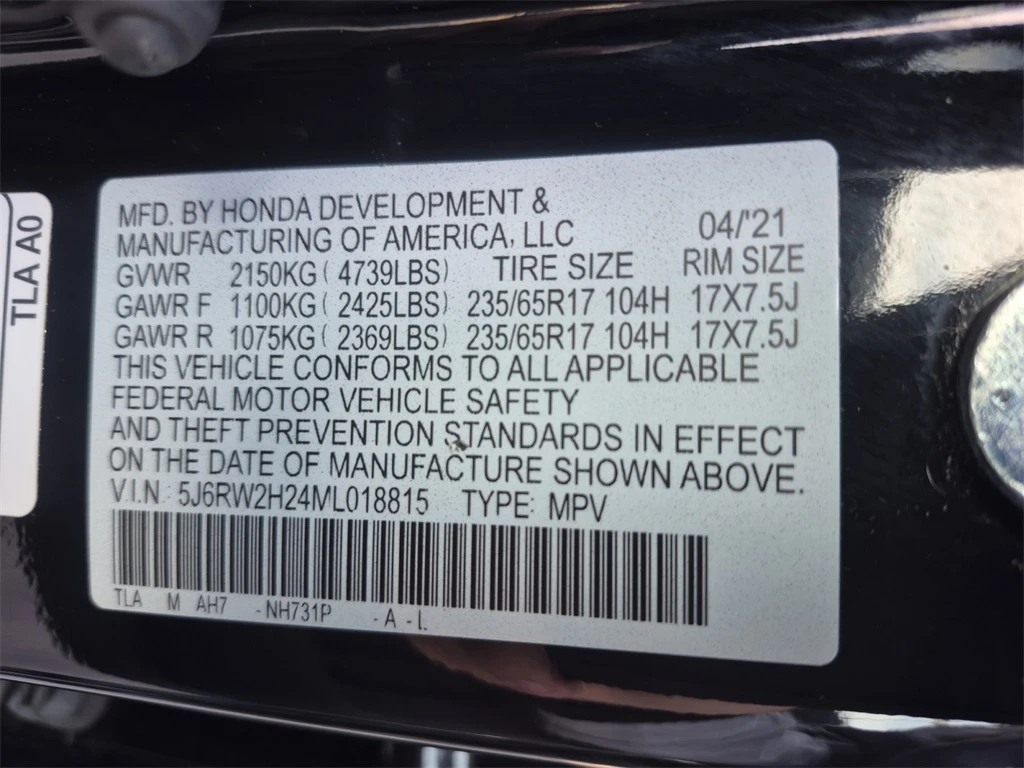 TLA A0
MFD. BY HONDA DEVELOPMENT &
MANUFACTURING OF AMERICA, LLC 04/'21
GVWR 2150KG ( 4739LBS) TIRE SIZE RIM SIZE
GAWR F 1100KG ( 2425LBS) 235/65R17 104H 17X7.5J
GAWR R 1075KG ( 2369LBS) 235/65R17 104H 17X7.5J
THIS VEHICLE CONFORMS TO ALL APPLICABLE
FEDERAL MOTOR VEHICLE SAFETY
AND THEFT PREVENTION STANDARDS IN EFFECT
ON THE DATE OF MANUFACTURE SHOWN ABOVE.
V.I.N: 5J6RW2H24ML018815 TYPE: MPV
TLA M AH7 -NH731P -A -L